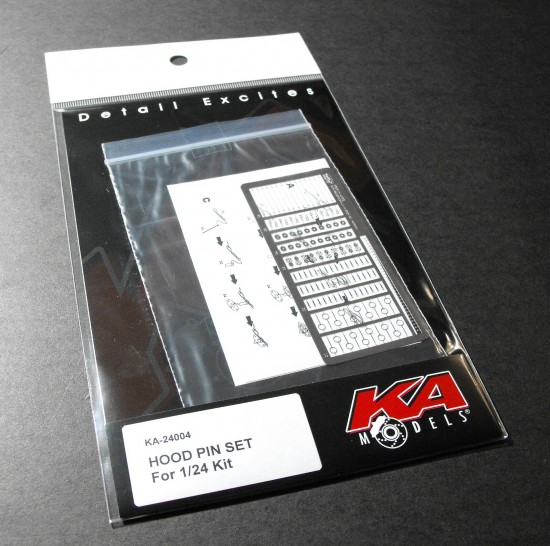 Detail Excites
C
A
KA-24004
HOOD PIN SET
For 1/24 Kit
KA
MODELS®